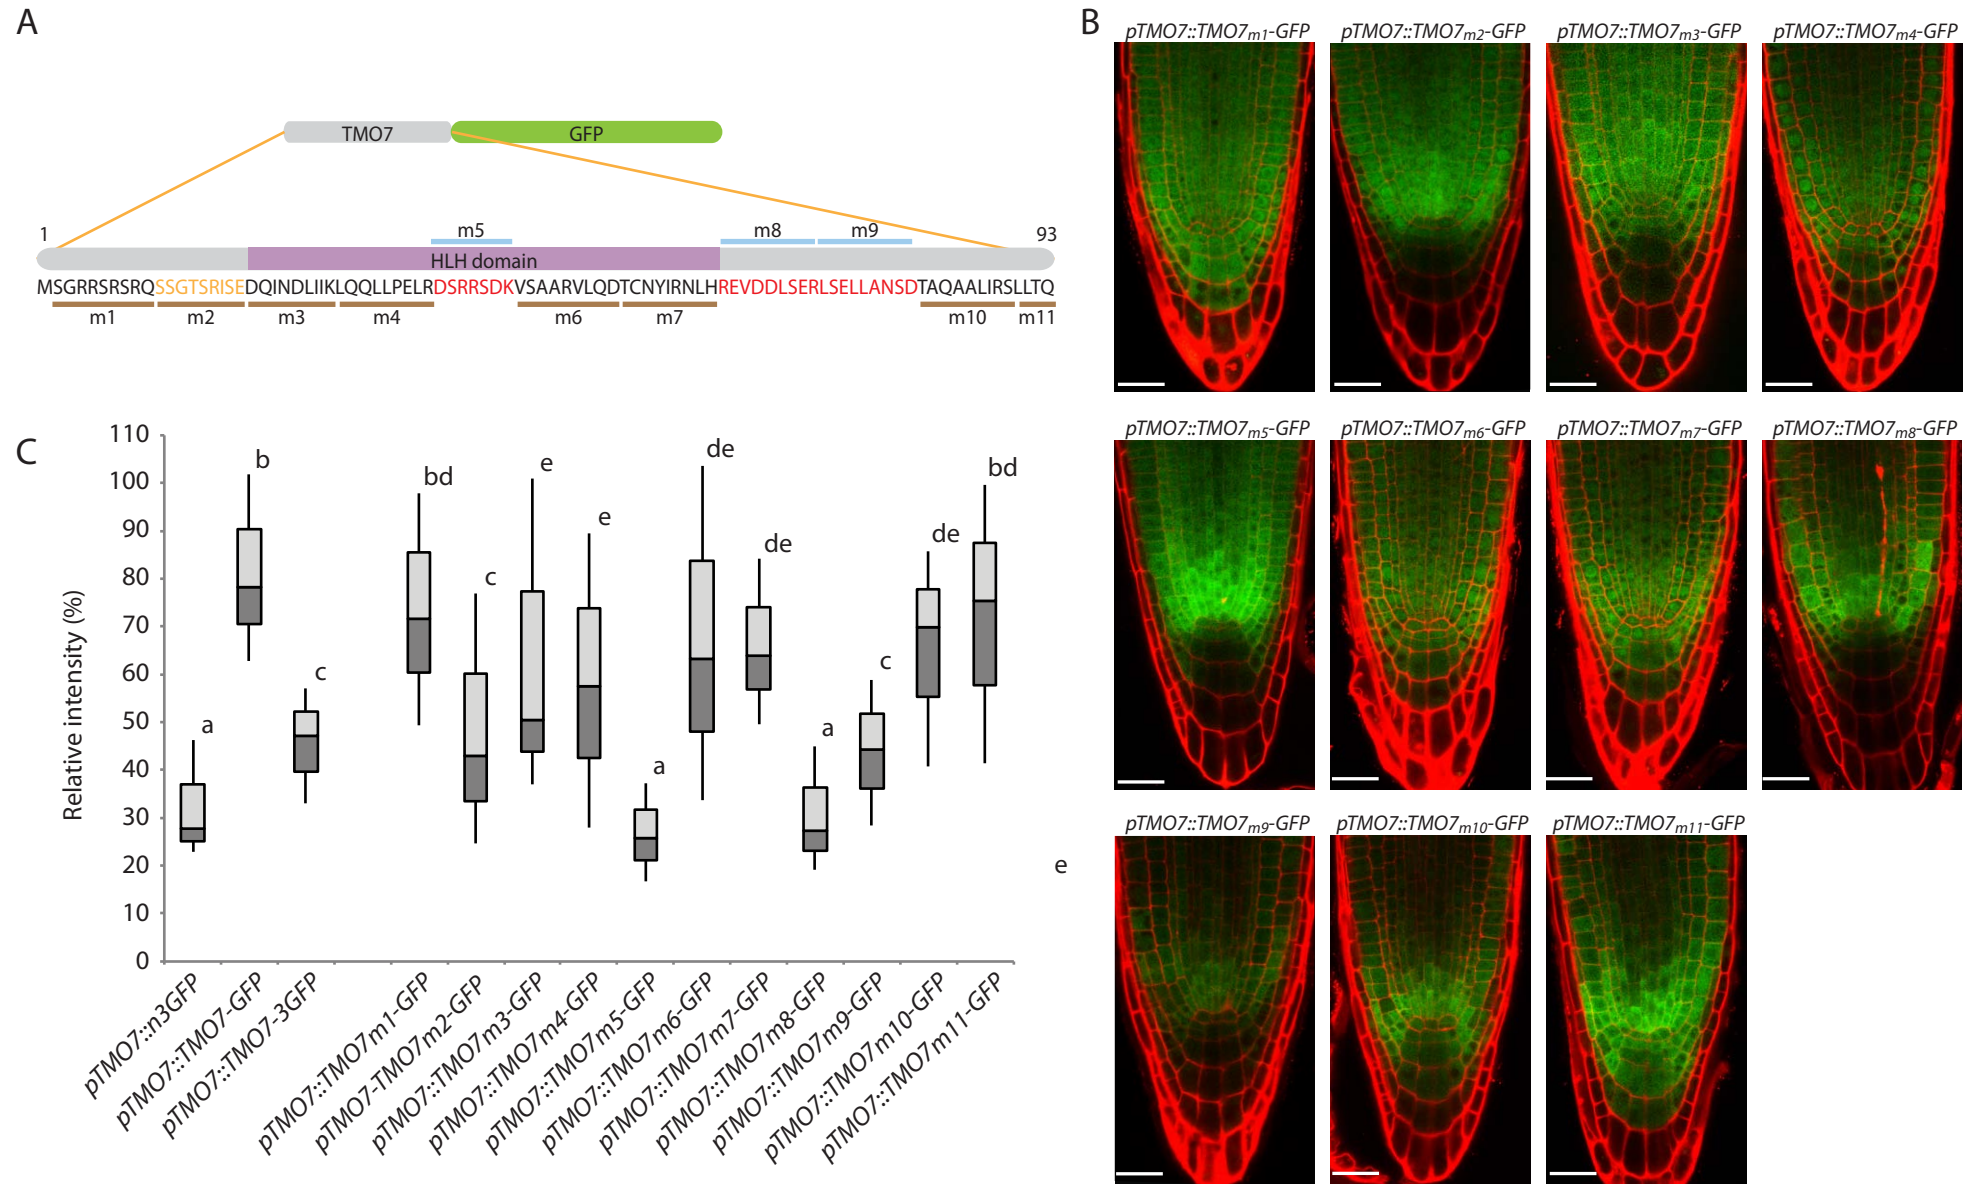 A
TMO7
GFP
1
93
m5
m8
m9
HLH domain
MSGRRSRSRQSSGTSRISEDQINDLIIKLQQLLPELRDSRRSDKVSAARVLQDTCNYIRNLHREVDDLSERLSELLANSDTAQAALIRSLLTQ
m1
m2
m3
m4
m6
m7
m10
m11
B
pTMO7::TMO7m1-GFP
pTMO7::TMO7m2-GFP
pTMO7::TMO7m3-GFP
pTMO7::TMO7m4-GFP
pTMO7::TMO7m5-GFP
pTMO7::TMO7m6-GFP
pTMO7::TMO7m7-GFP
pTMO7::TMO7m8-GFP
pTMO7::TMO7m9-GFP
pTMO7::TMO7m10-GFP
pTMO7::TMO7m11-GFP
e
C
Relative intensity (%)
110
100
90
80
70
60
50
40
30
20
10
0
a
b
c
bd
c
e
e
a
de
de
a
c
de
bd
pTMO7::n3GFP
pTMO7::TMO7-GFP
pTMO7::TMO7-3GFP
pTMO7::TMO7m1-GFP
pTMO7-TMO7m2-GFP
pTMO7::TMO7m3-GFP
pTMO7::TMO7m4-GFP
pTMO7::TMO7m5-GFP
pTMO7::TMO7m6-GFP
pTMO7::TMO7m7-GFP
pTMO7::TMO7m8-GFP
pTMO7::TMO7m9-GFP
pTMO7::TMO7m10-GFP
pTMO7::TMO7m11-GFP